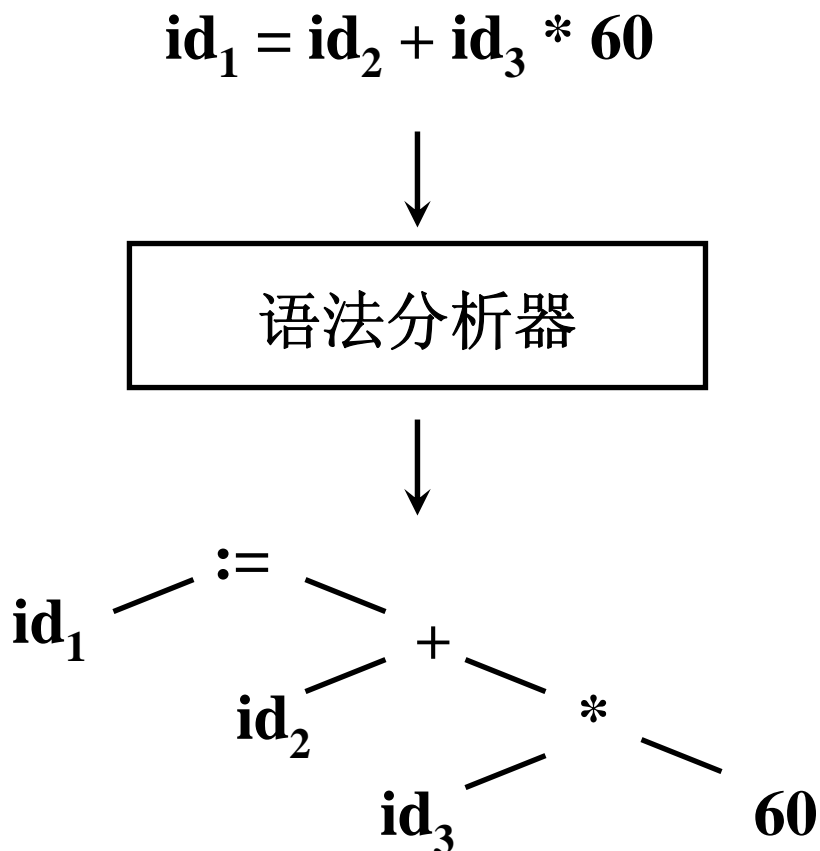 id₁ = id₂ + id₃ * 60
语法分析器
:=
id₁
+
id₂
*
id₃
60